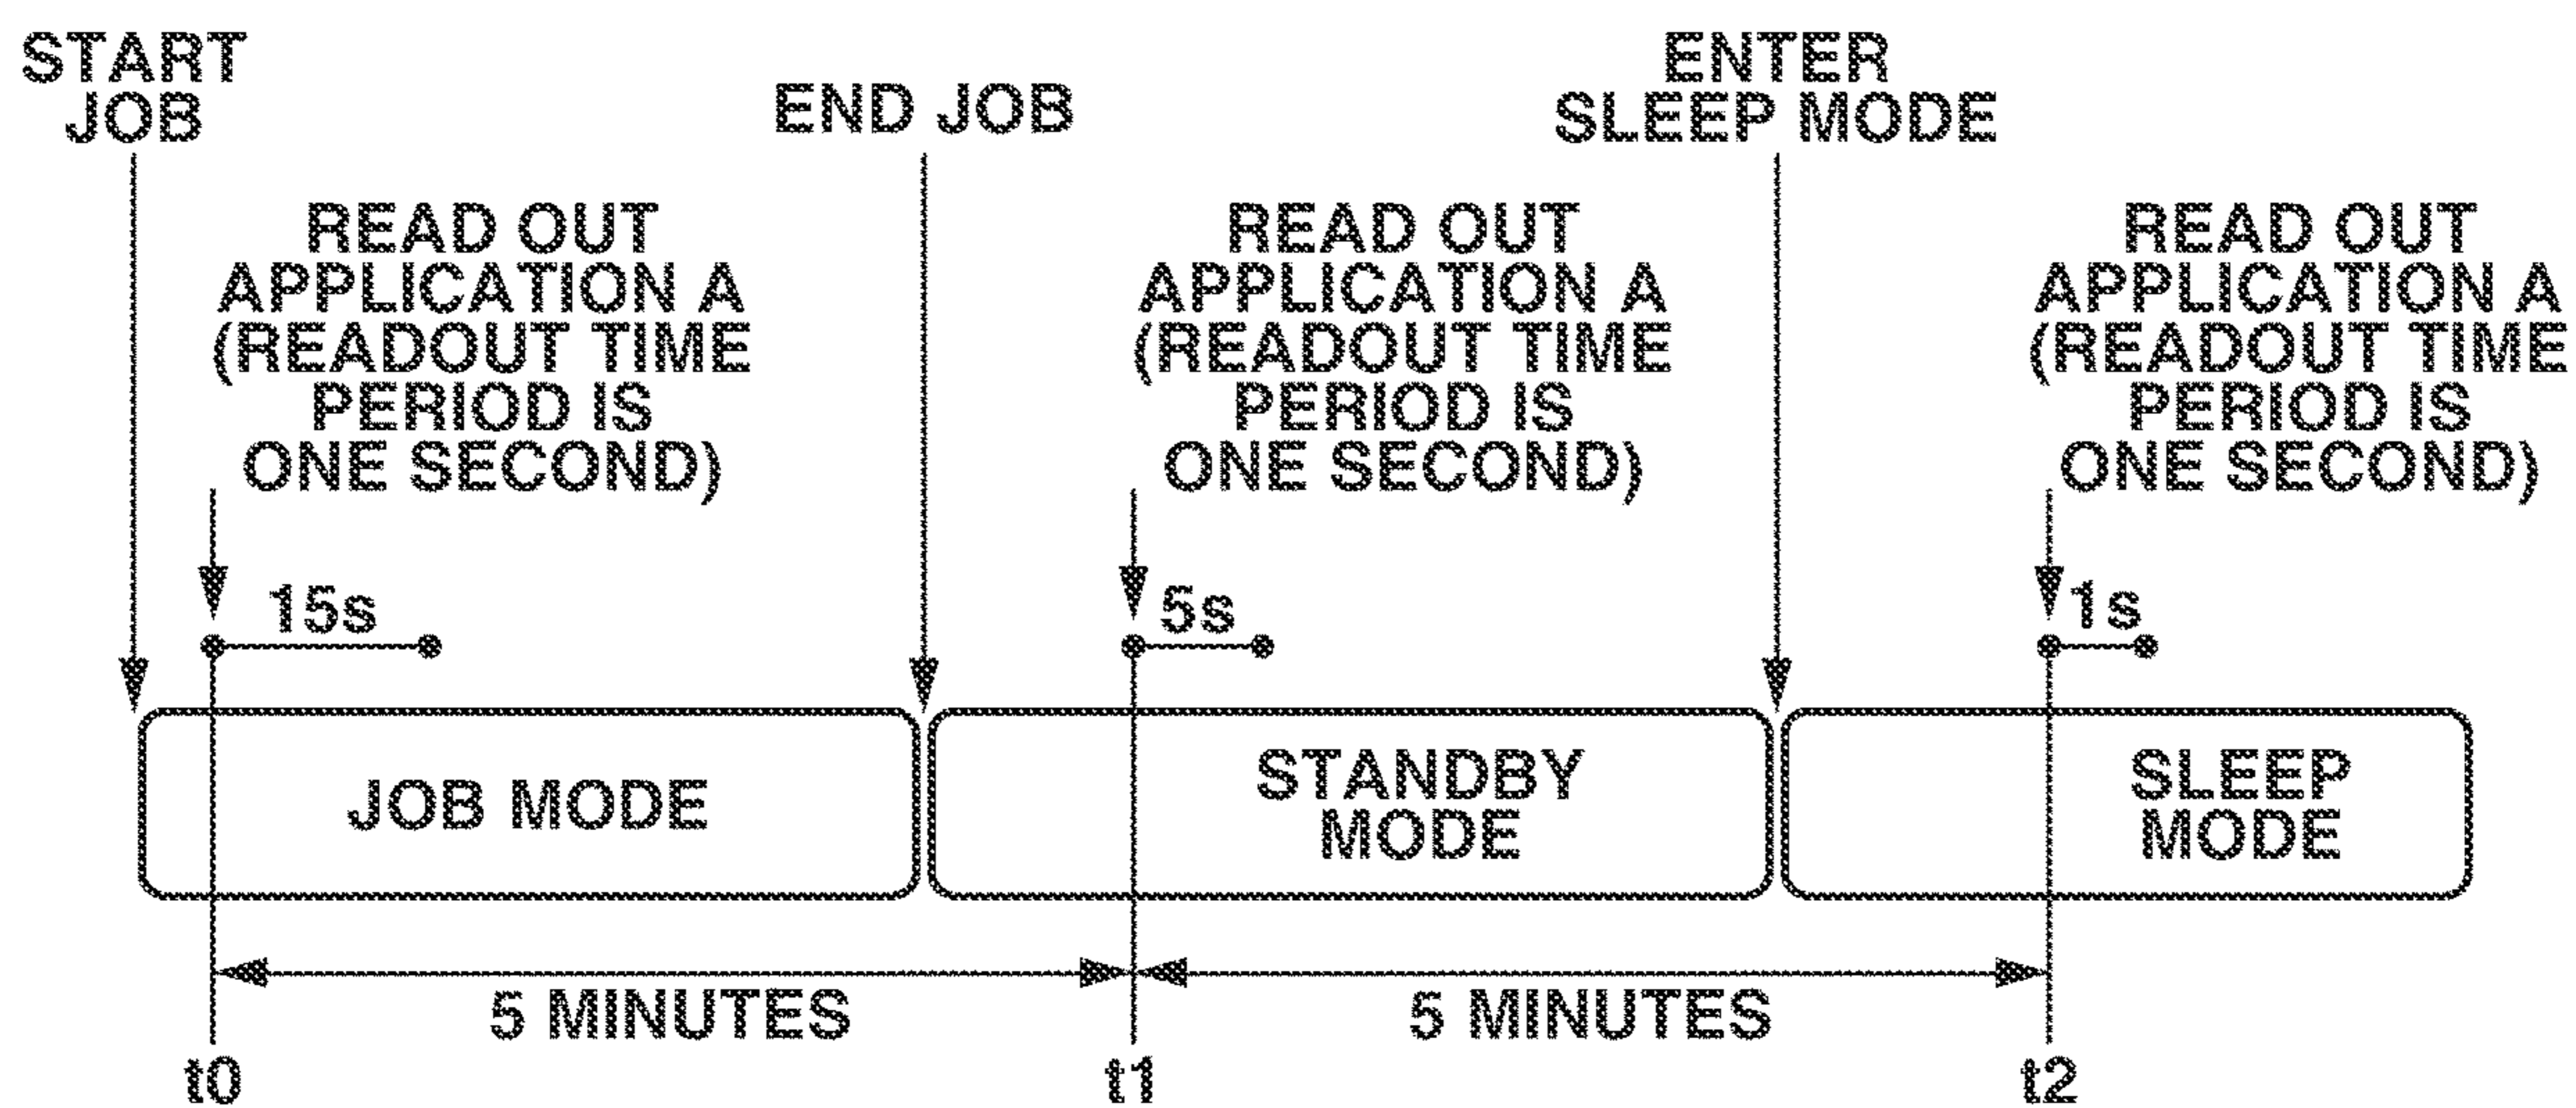 START
JOB
END JOB
ENTER
SLEEP MODE
READ OUT
APPLICATION A
(READOUT TIME
PERIOD IS
ONE SECOND)
READ OUT
APPLICATION A
(READOUT TIME
PERIOD IS
ONE SECOND)
READ OUT
APPLICATION A
(READOUT TIME
PERIOD IS
ONE SECOND)
15s
5s
1s
JOB MODE
STANDBY
MODE
SLEEP
MODE
5 MINUTES
5 MINUTES
t0
t1
t2